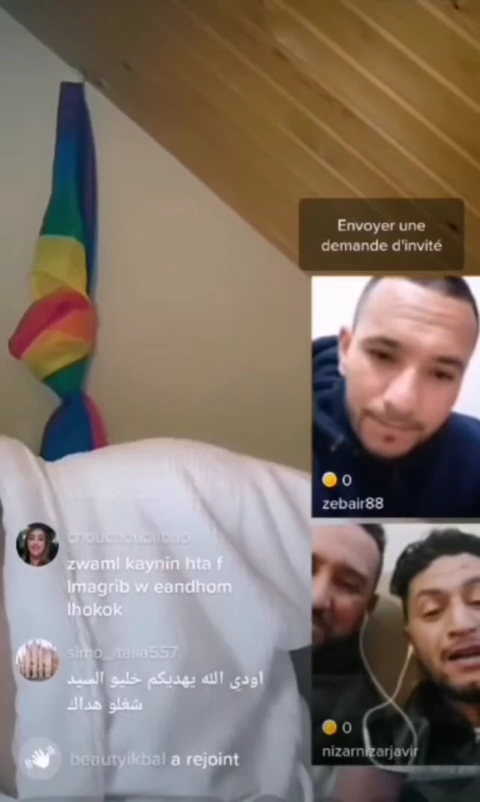 Envoyer une
demande d'invité
0
zebair88
zwaml kaynin hta f
lmagrib w eandhom
lhokok
simo_italia557
اودي الله يهديكم خليو السيد
شغلو هداك
0
nizarnizarjavir
beautyikbal a rejoint